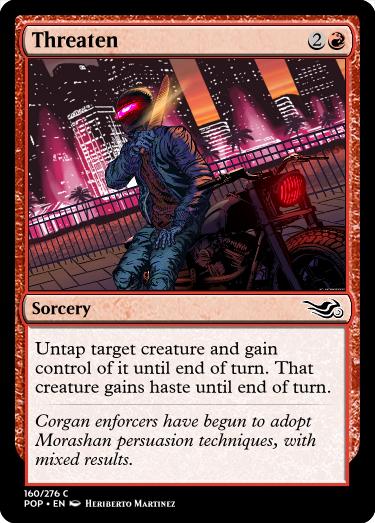 Threaten 2
Sorcery
Untap target creature and gain
control of it until end of turn. That
creature gains haste until end of turn.
Corgan enforcers have begun to adopt
Morashan persuasion techniques, with
mixed results.
160/276 C
POP • EN Heriberto Martinez